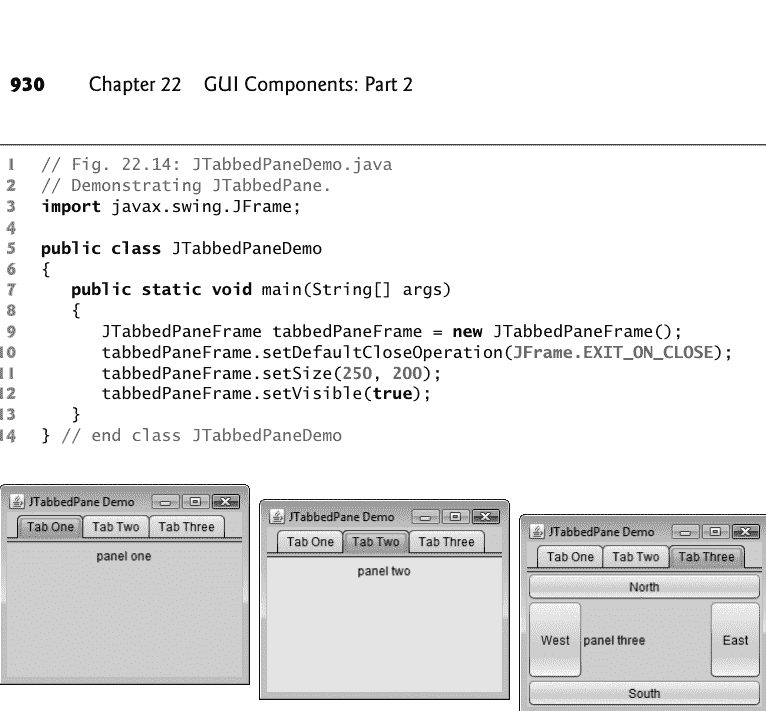 930 Chapter 22 GUI Components: Part 2
1 // Fig. 22.14: JTabbedPaneDemo.java
2 // Demonstrating JTabbedPane.
3 import javax.swing.JFrame;
4
5 public class JTabbedPaneDemo
6 {
7 public static void main(String[] args)
8 {
9 JTabbedPaneFrame tabbedPaneFrame = new JTabbedPaneFrame();
10 tabbedPaneFrame.setDefaultCloseOperation(JFrame.EXIT_ON_CLOSE);
11 tabbedPaneFrame.setSize(250, 200);
12 tabbedPaneFrame.setVisible(true);
13 }
14 } // end class JTabbedPaneDemo
JTabbedPane Demo
Tab One Tab Two Tab Three
panel one
JTabbedPane Demo
Tab One Tab Two Tab Three
panel two
JTabbedPane Demo
Tab One Tab Two Tab Three
North
West panel three East
South